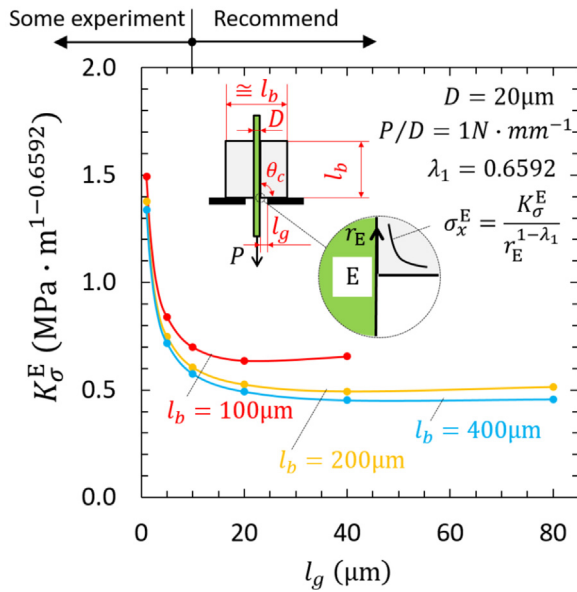 Some experiment Recommend
2.0
1.5
1.0
0.5
0.0
K_σ^E (MPa · m^{1−0.6592})
≅ l_b
D
θ_c
l_b
l_g
P
r_E
E
D = 20μm
P/D = 1N · mm^{−1}
λ_1 = 0.6592
σ_x^E = K_σ^E / r_E^{1−λ_1}
l_b = 100μm
l_b = 200μm
l_b = 400μm
0 20 40 60 80
l_g (μm)